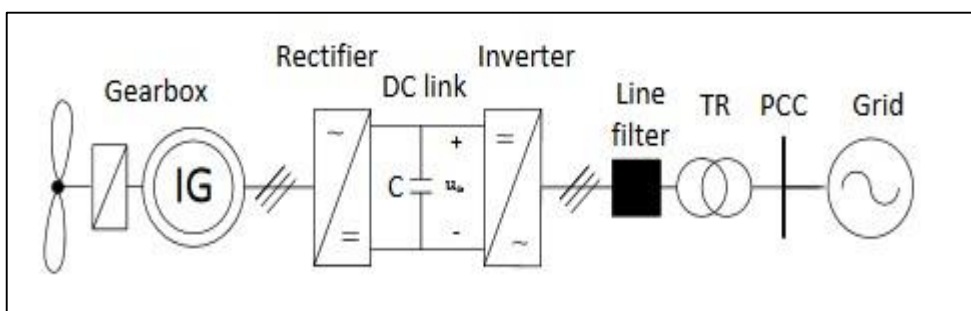 Rectifier
Inverter
Gearbox
DC link
Line
filter
TR
PCC
Grid
~
+
=
IG
C
=
-
~